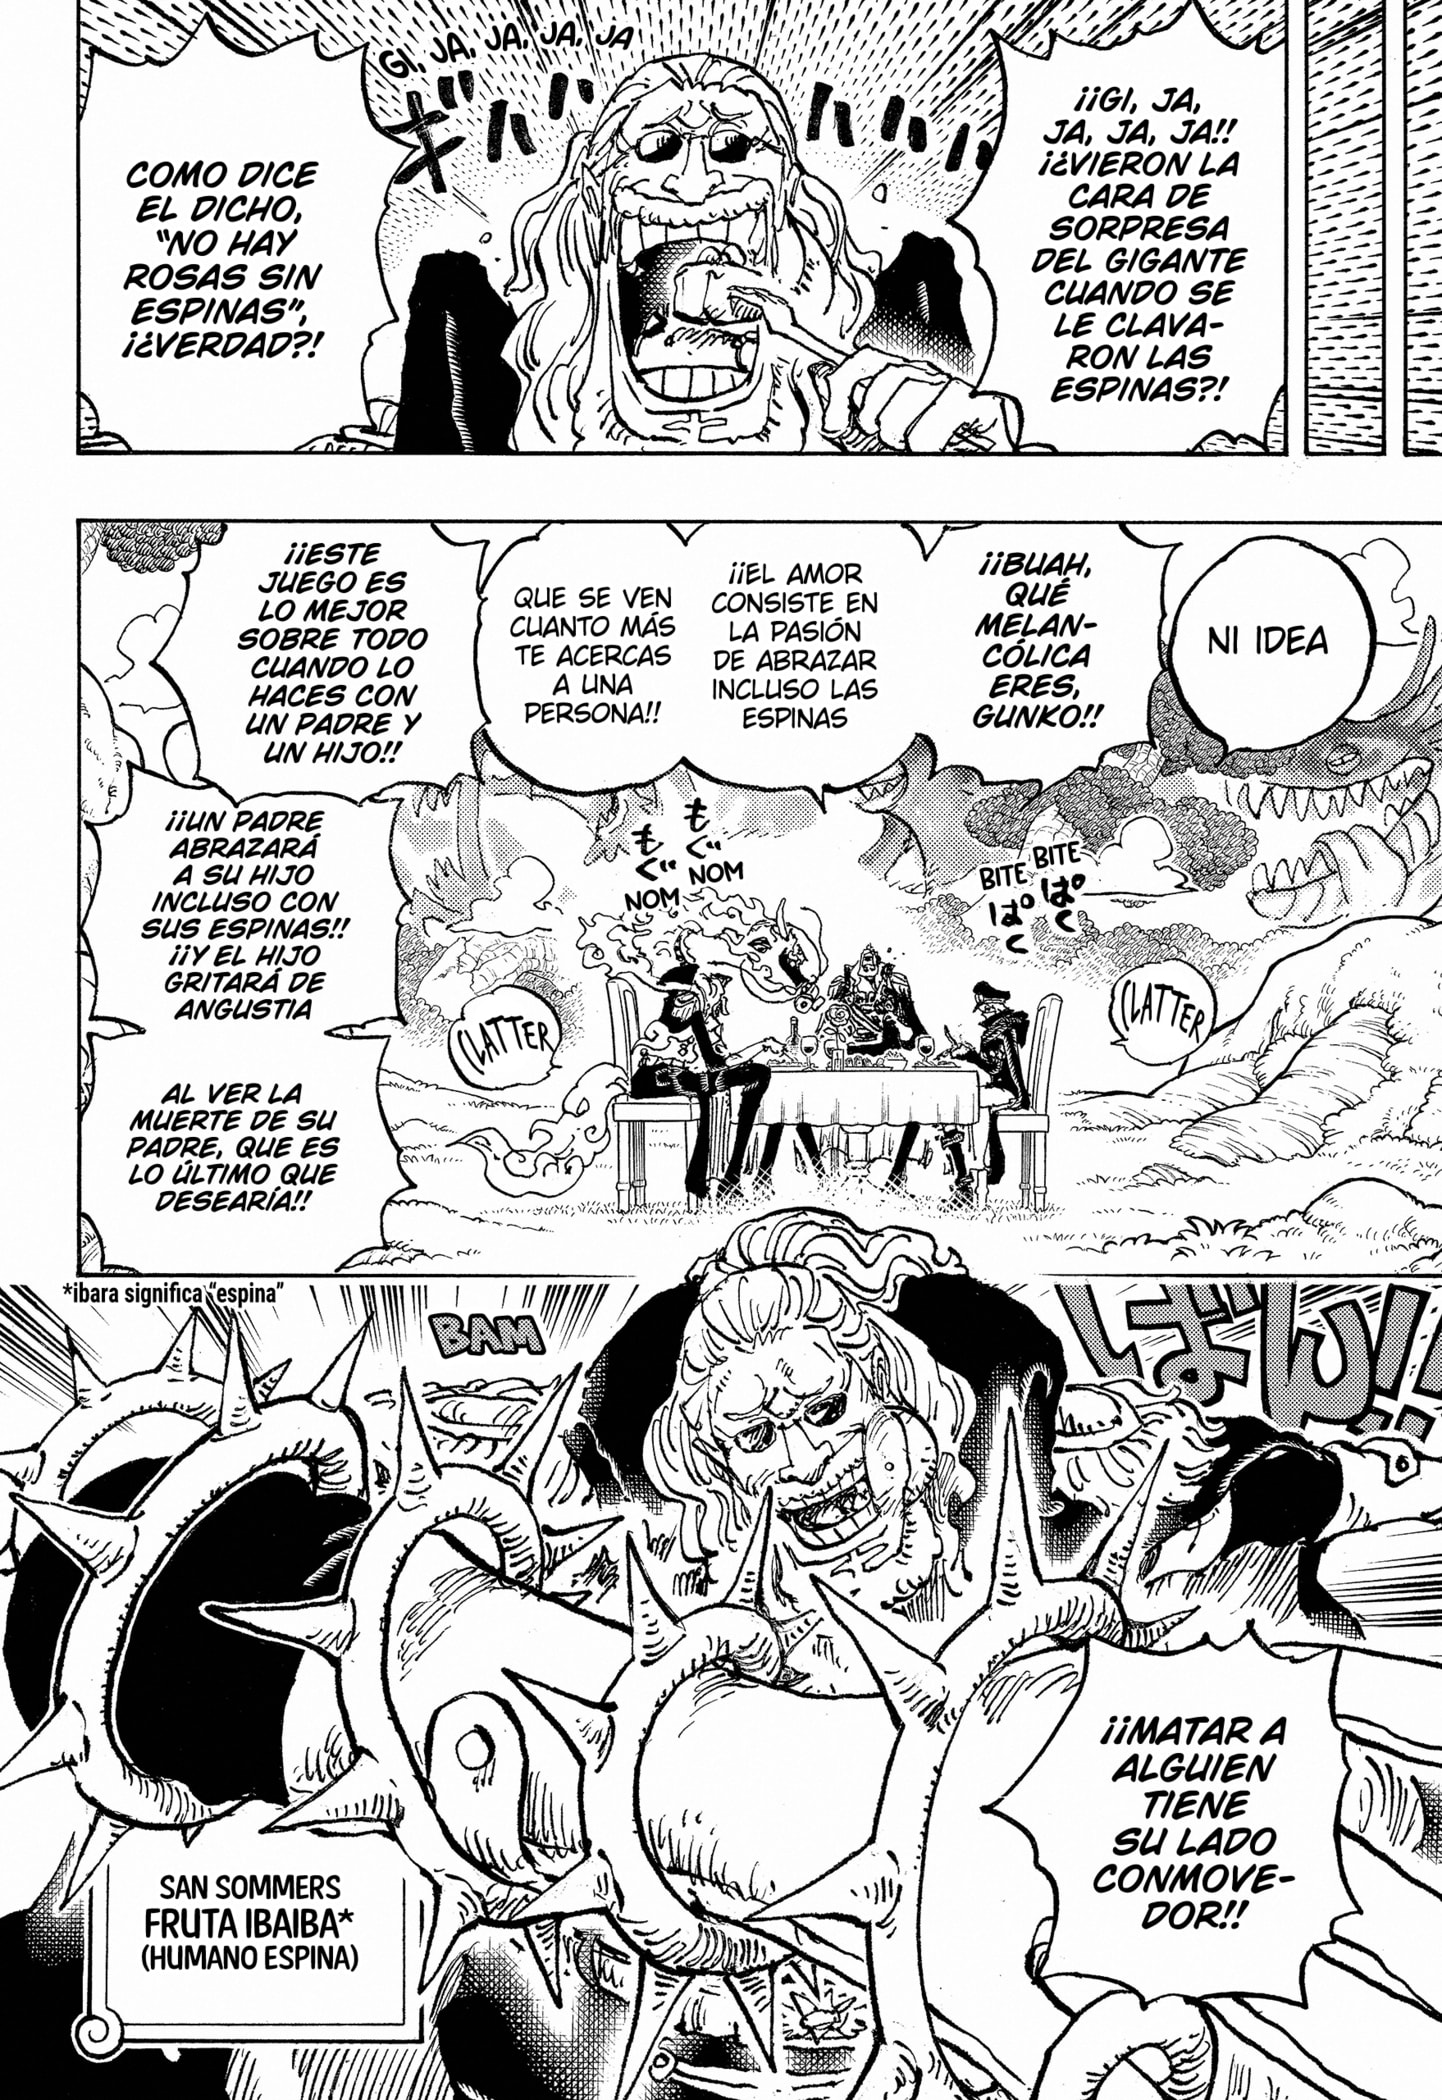 ¡¡GI, JA,
JA, JA, JA!!
¡¿VIERON LA
CARA DE
SORPRESA
DEL GIGANTE
CUANDO SE
LE CLAVA-
RON LAS
ESPINAS?!
GI, JA, JA, JA, JA
ギハハハハハ
COMO DICE
EL DICHO,
"NO HAY
ROSAS SIN
ESPINAS",
¡¿VERDAD?!
NI IDEA
¡¡BUAH,
QUÉ
MELAN-
CÓLICA
ERES,
GUNKO!!
¡¡EL AMOR
CONSISTE EN
LA PASIÓN
DE ABRAZAR
INCLUSO LAS
ESPINAS
QUE SE VEN
CUANTO MÁS
TE ACERCAS
A UNA
PERSONA!!
¡¡ESTE
JUEGO ES
LO MEJOR
SOBRE TODO
CUANDO LO
HACES CON
UN PADRE Y
UN HIJO!!
BITE BITE
ぱくぱく
もぐもぐ
NOM NOM
CLATTER
CLATTER
¡¡UN PADRE
ABRAZARÁ
A SU HIJO
INCLUSO CON
SUS ESPINAS!!
¡¡Y EL HIJO
GRITARÁ DE
ANGUSTIA
AL VER LA
MUERTE DE SU
PADRE, QUE ES
LO ÚLTIMO QUE
DESEARÍA!!
*ibara significa "espina"
BAM
ばん!!
¡¡MATAR A
ALGUIEN
TIENE
SU LADO
CONMOVE-
DOR!!
SAN SOMMERS
FRUTA IBAIBA*
(HUMANO ESPINA)